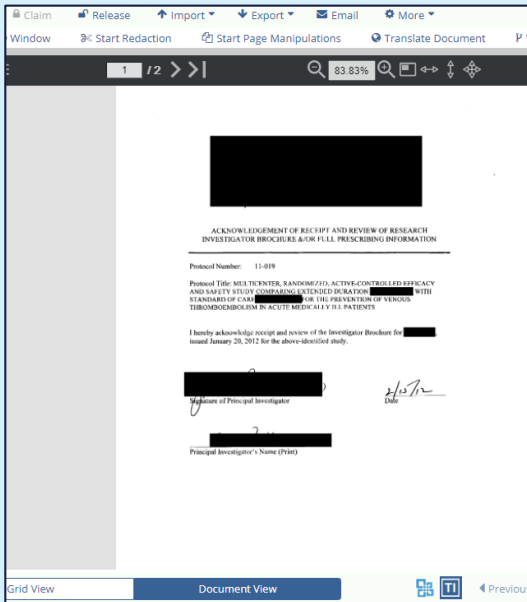 Claim Release Import Export Email More
Window Start Redaction Start Page Manipulations Translate Document
1 / 2 83.83%
ACKNOWLEDGEMENT OF RECEIPT AND REVIEW OF RESEARCH
INVESTIGATOR BROCHURE &/OR FULL PRESCRIBING INFORMATION
Protocol Number: 11-019
Protocol Title: MULTICENTER, RANDOMIZED, ACTIVE-CONTROLLED EFFICACY
AND SAFETY STUDY COMPARING EXTENDED DURATION WITH
STANDARD OF CARE FOR THE PREVENTION OF VENOUS
THROMBOEMBOLISM IN ACUTE MEDICALLY ILL PATIENTS
I hereby acknowledge receipt and review of the Investigator Brochure for ,
issued January 20, 2012 for the above-identified study.
Signature of Principal Investigator Date
Principal Investigator's Name (Print)
Grid View Document View TI Previou